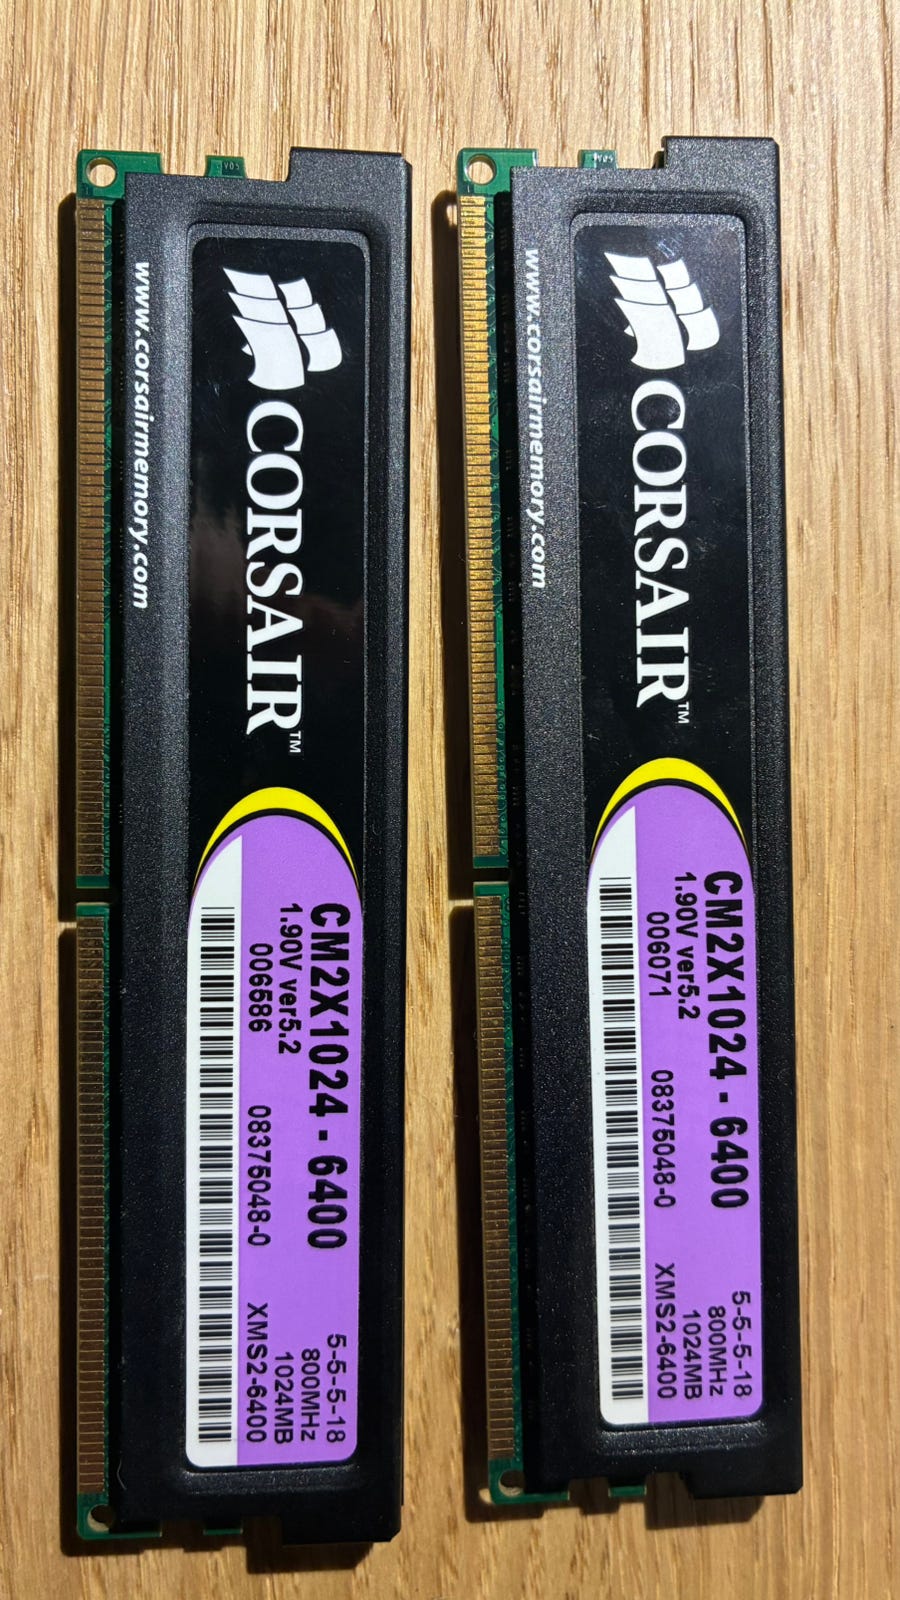 www.corsairmemory.com
CORSAIR™
CM2X1024 - 6400
5-5-5-18
1.90V ver5.2
800MHz
1024MB
006586
08375048-0
XMS2-6400
www.corsairmemory.com
CORSAIR™
CM2X1024 - 6400
5-5-5-18
1.90V ver5.2
800MHz
1024MB
006071
08375048-0
XMS2-6400